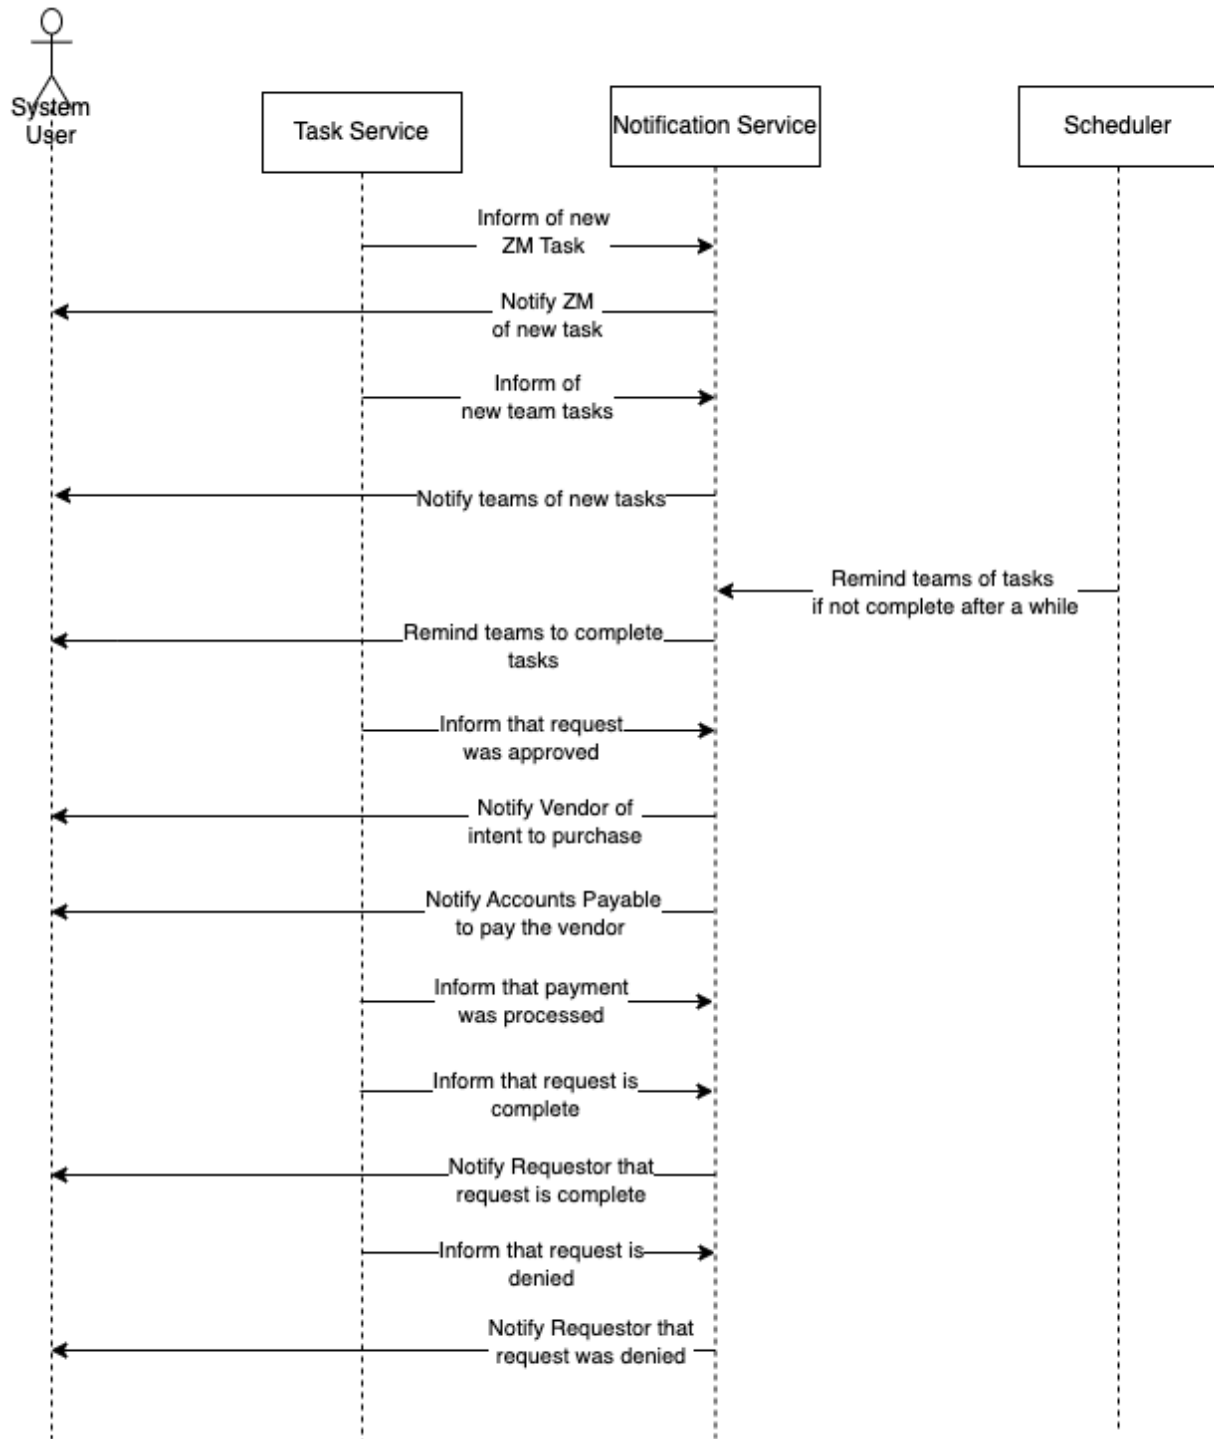 System
User
Task Service
Notification Service
Scheduler
Inform of new
ZM Task
Notify ZM
of new task
Inform of
new team tasks
Notify teams of new tasks
Remind teams of tasks
if not complete after a while
Remind teams to complete
tasks
Inform that request
was approved
Notify Vendor of
intent to purchase
Notify Accounts Payable
to pay the vendor
Inform that payment
was processed
Inform that request is
complete
Notify Requestor that
request is complete
Inform that request is
denied
Notify Requestor that
request was denied